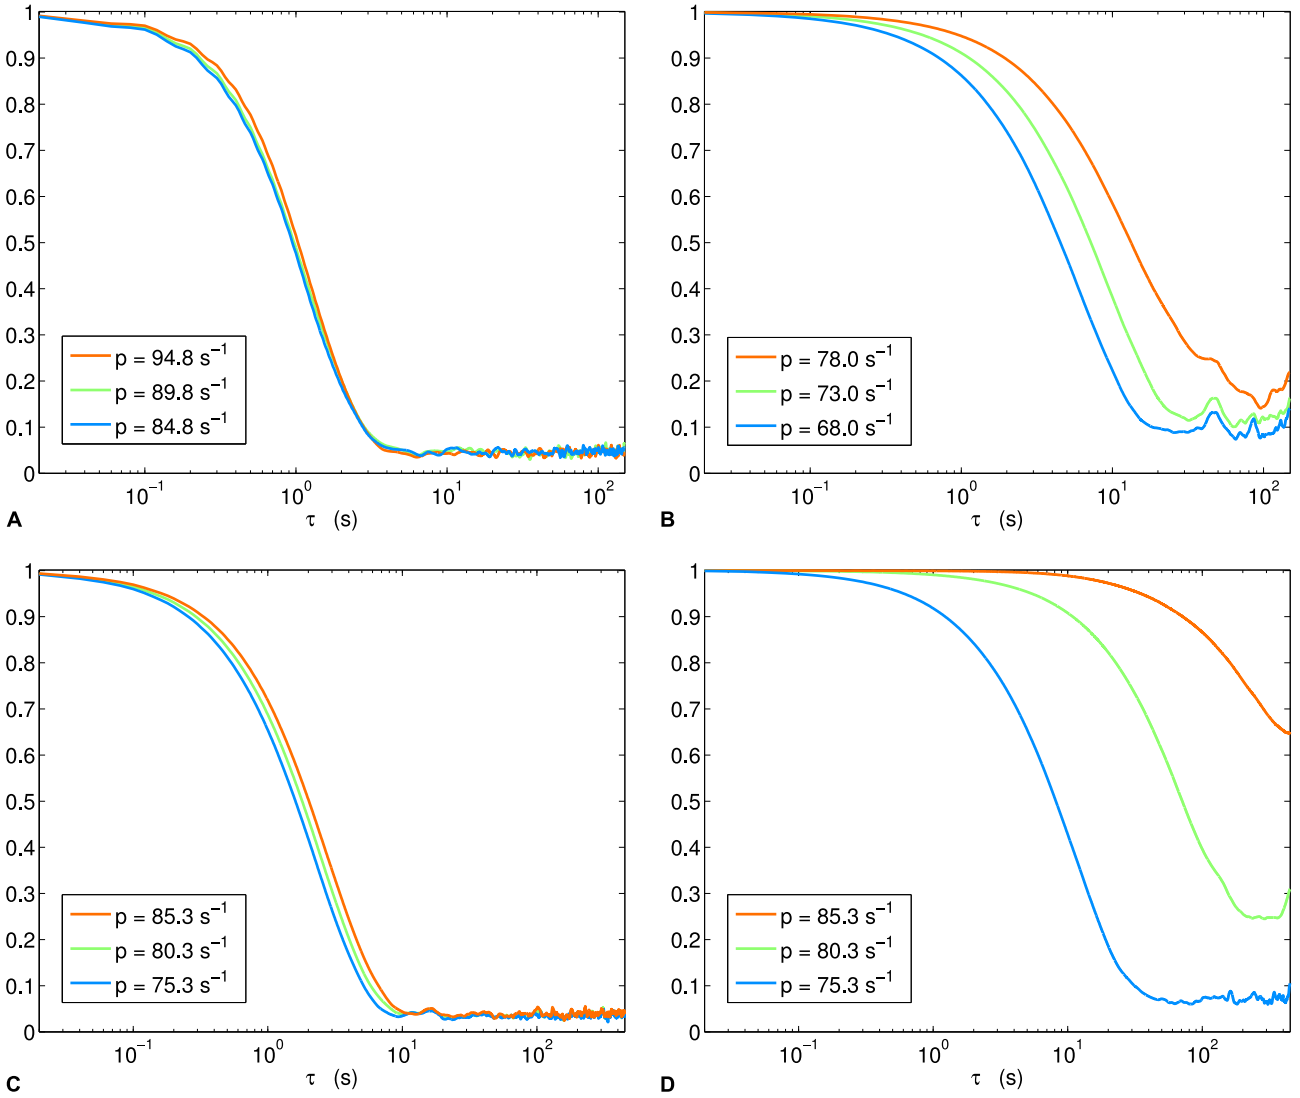 1
0.9
0.8
0.7
0.6
0.5
0.4
0.3
0.2
0.1
0
p = 94.8 s⁻¹
p = 89.8 s⁻¹
p = 84.8 s⁻¹
10⁻¹ 10⁰ 10¹ 10²
τ (s)
A
1
0.9
0.8
0.7
0.6
0.5
0.4
0.3
0.2
0.1
0
p = 78.0 s⁻¹
p = 73.0 s⁻¹
p = 68.0 s⁻¹
10⁻¹ 10⁰ 10¹ 10²
τ (s)
B
1
0.9
0.8
0.7
0.6
0.5
0.4
0.3
0.2
0.1
0
p = 85.3 s⁻¹
p = 80.3 s⁻¹
p = 75.3 s⁻¹
10⁻¹ 10⁰ 10¹ 10²
τ (s)
C
1
0.9
0.8
0.7
0.6
0.5
0.4
0.3
0.2
0.1
0
p = 85.3 s⁻¹
p = 80.3 s⁻¹
p = 75.3 s⁻¹
10⁻¹ 10⁰ 10¹ 10²
τ (s)
D